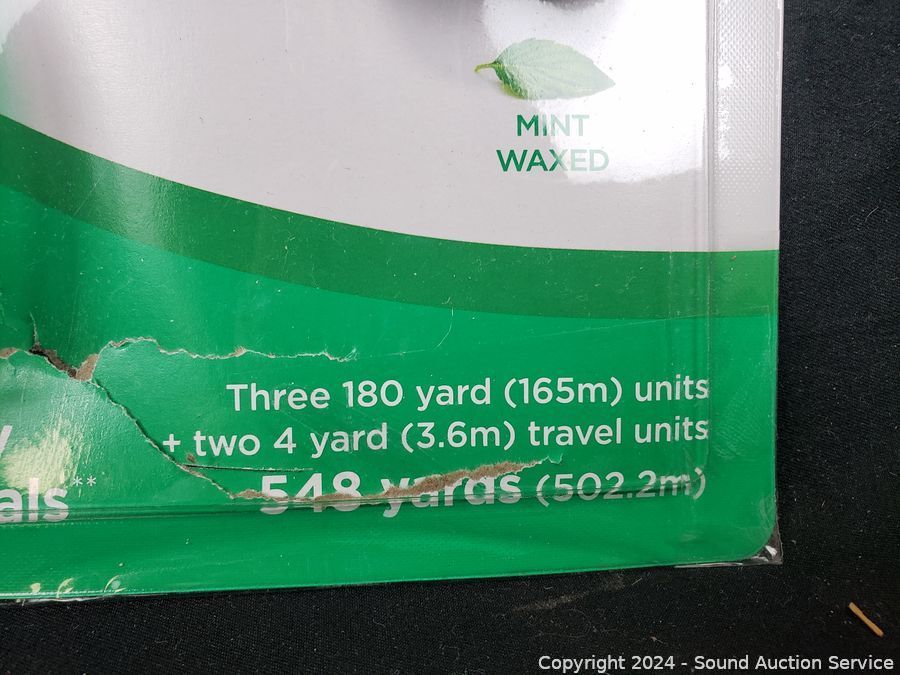 MINT
WAXED
Three 180 yard (165m) units
+ two 4 yard (3.6m) travel units
als**
548 yards (502.2m)
Copyright 2024 - Sound Auction Service